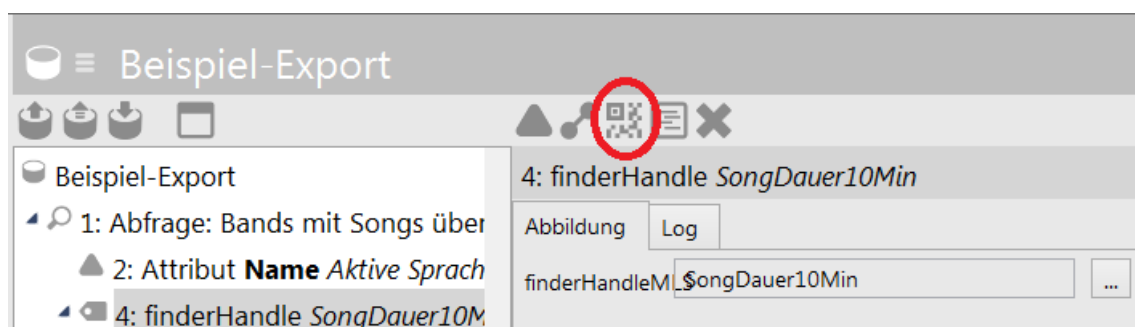 Beispiel-Export
Beispiel-Export
1: Abfrage: Bands mit Songs über
2: Attribut Name Aktive Sprach
4: finderHandle SongDauer10M
4: finderHandle SongDauer10Min
Abbildung
Log
finderHandleMLS
SongDauer10Min
...